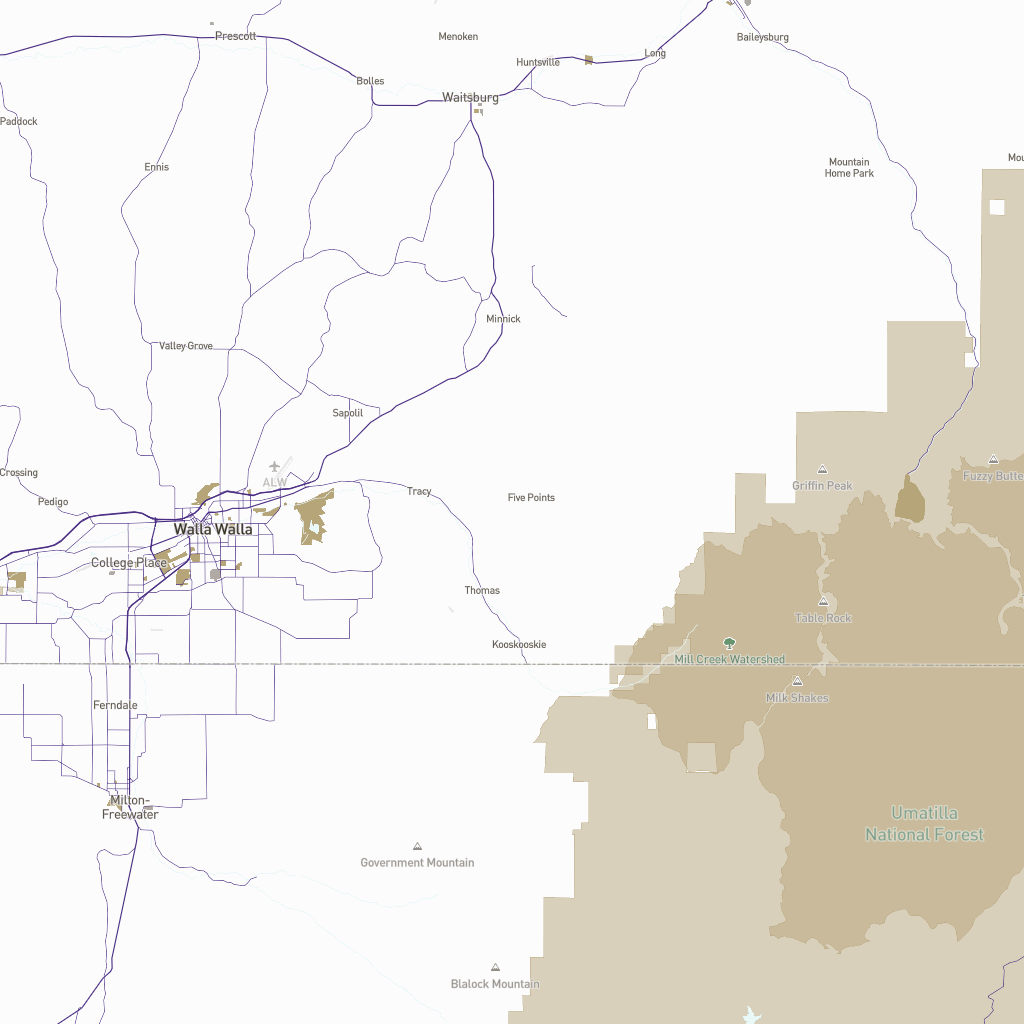 Prescott
Menoken
Baileysburg
Long
Huntsville
Bolles
Waitsburg
Paddock
Ennis
Mountain
Home Park
Mou
Minnick
Valley Grove
Sapolil
Crossing
ALW
Griffin Peak
Fuzzy Butte
Pedigo
Tracy
Five Points
Walla Walla
College Place
Thomas
Table Rock
Kooskooskie
Mill Creek Watershed
Milk Shakes
Ferndale
Milton-
Freewater
Umatilla
National Forest
Government Mountain
Blalock Mountain